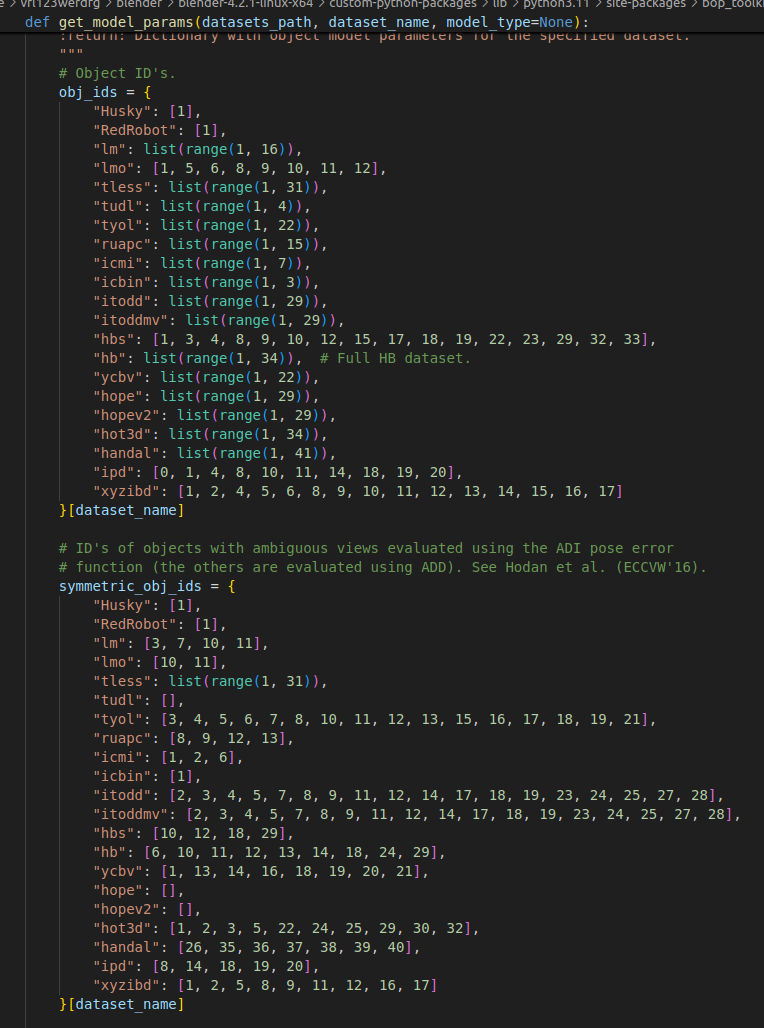 e > vrl123werdrg > blender > blender-4.2.1-linux-x64 > custom-python-packages > lib > python3.11 > site-packages > bop_toolki
def get_model_params(datasets_path, dataset_name, model_type=None):
:return: Dictionary with object model parameters for the specified dataset.
"""
# Object ID's.
obj_ids = {
"Husky": [1],
"RedRobot": [1],
"lm": list(range(1, 16)),
"lmo": [1, 5, 6, 8, 9, 10, 11, 12],
"tless": list(range(1, 31)),
"tudl": list(range(1, 4)),
"tyol": list(range(1, 22)),
"ruapc": list(range(1, 15)),
"icmi": list(range(1, 7)),
"icbin": list(range(1, 3)),
"itodd": list(range(1, 29)),
"itoddmv": list(range(1, 29)),
"hbs": [1, 3, 4, 8, 9, 10, 12, 15, 17, 18, 19, 22, 23, 29, 32, 33],
"hb": list(range(1, 34)),  # Full HB dataset.
"ycbv": list(range(1, 22)),
"hope": list(range(1, 29)),
"hopev2": list(range(1, 29)),
"hot3d": list(range(1, 34)),
"handal": list(range(1, 41)),
"ipd": [0, 1, 4, 8, 10, 11, 14, 18, 19, 20],
"xyzibd": [1, 2, 4, 5, 6, 8, 9, 10, 11, 12, 13, 14, 15, 16, 17]
}[dataset_name]
# ID's of objects with ambiguous views evaluated using the ADI pose error
# function (the others are evaluated using ADD). See Hodan et al. (ECCVW'16).
symmetric_obj_ids = {
"Husky": [1],
"RedRobot": [1],
"lm": [3, 7, 10, 11],
"lmo": [10, 11],
"tless": list(range(1, 31)),
"tudl": [],
"tyol": [3, 4, 5, 6, 7, 8, 10, 11, 12, 13, 15, 16, 17, 18, 19, 21],
"ruapc": [8, 9, 12, 13],
"icmi": [1, 2, 6],
"icbin": [1],
"itodd": [2, 3, 4, 5, 7, 8, 9, 11, 12, 14, 17, 18, 19, 23, 24, 25, 27, 28],
"itoddmv": [2, 3, 4, 5, 7, 8, 9, 11, 12, 14, 17, 18, 19, 23, 24, 25, 27, 28],
"hbs": [10, 12, 18, 29],
"hb": [6, 10, 11, 12, 13, 14, 18, 24, 29],
"ycbv": [1, 13, 14, 16, 18, 19, 20, 21],
"hope": [],
"hopev2": [],
"hot3d": [1, 2, 3, 5, 22, 24, 25, 29, 30, 32],
"handal": [26, 35, 36, 37, 38, 39, 40],
"ipd": [8, 14, 18, 19, 20],
"xyzibd": [1, 2, 5, 8, 9, 11, 12, 16, 17]
}[dataset_name]